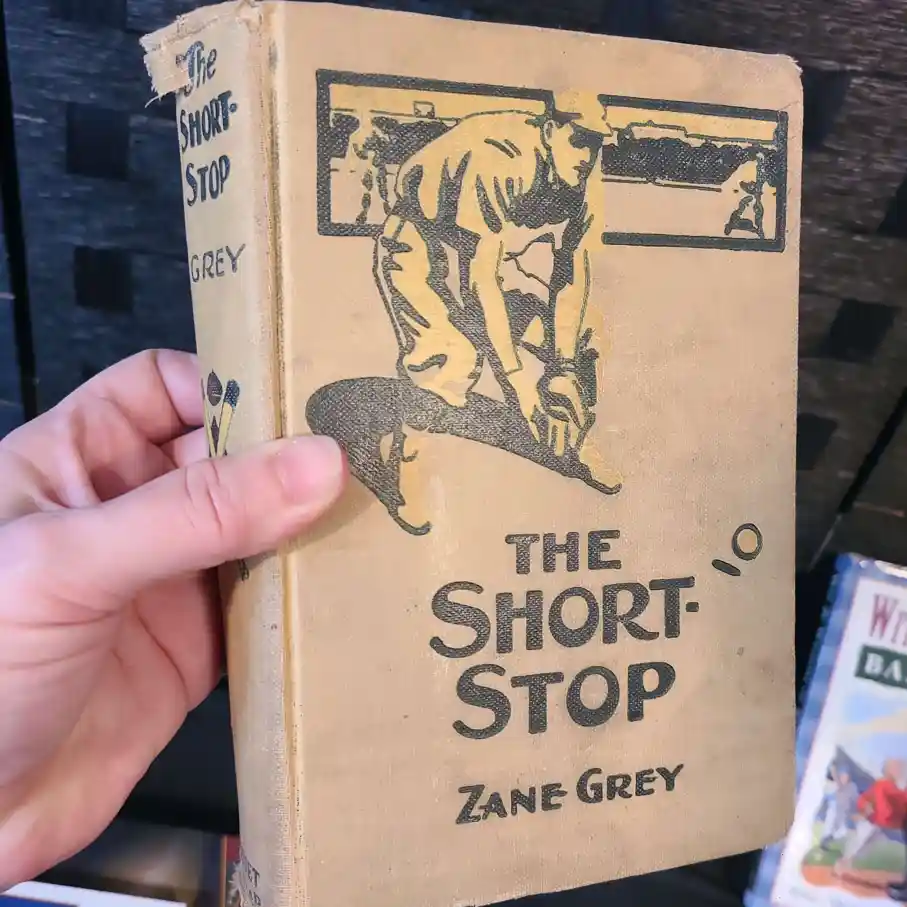 The
SHORT-
STOP
GREY
THE
SHORT-
STOP
ZANE GREY